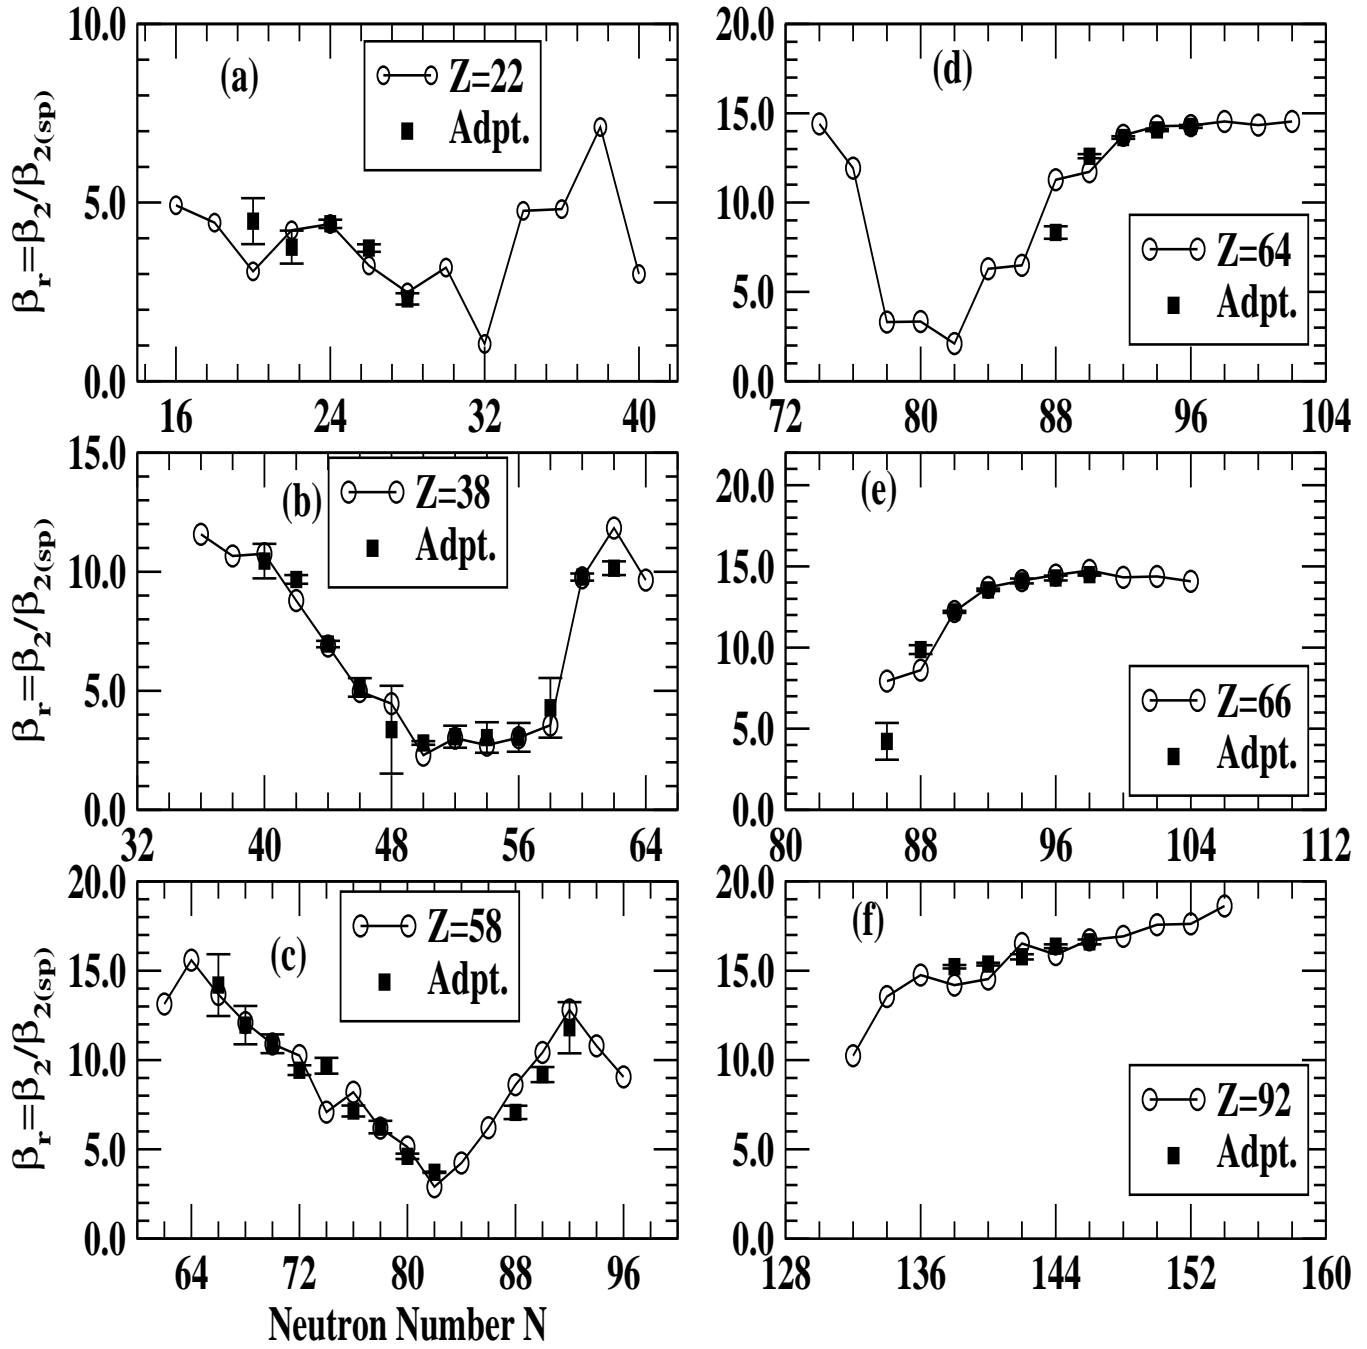 10.0
5.0
0.0
(a)
Z=22
Adpt.
βr=β2/β2(sp)
16 24 32 40
20.0
15.0
10.0
5.0
0.0
(d)
Z=64
Adpt.
72 80 88 96 104
15.0
10.0
5.0
0.0
(b)
Z=38
Adpt.
βr=β2/β2(sp)
32 40 48 56 64
20.0
15.0
10.0
5.0
0.0
(e)
Z=66
Adpt.
80 88 96 104 112
20.0
15.0
10.0
5.0
0.0
(c)
Z=58
Adpt.
βr=β2/β2(sp)
64 72 80 88 96
Neutron Number N
20.0
15.0
10.0
5.0
0.0
(f)
Z=92
Adpt.
128 136 144 152 160